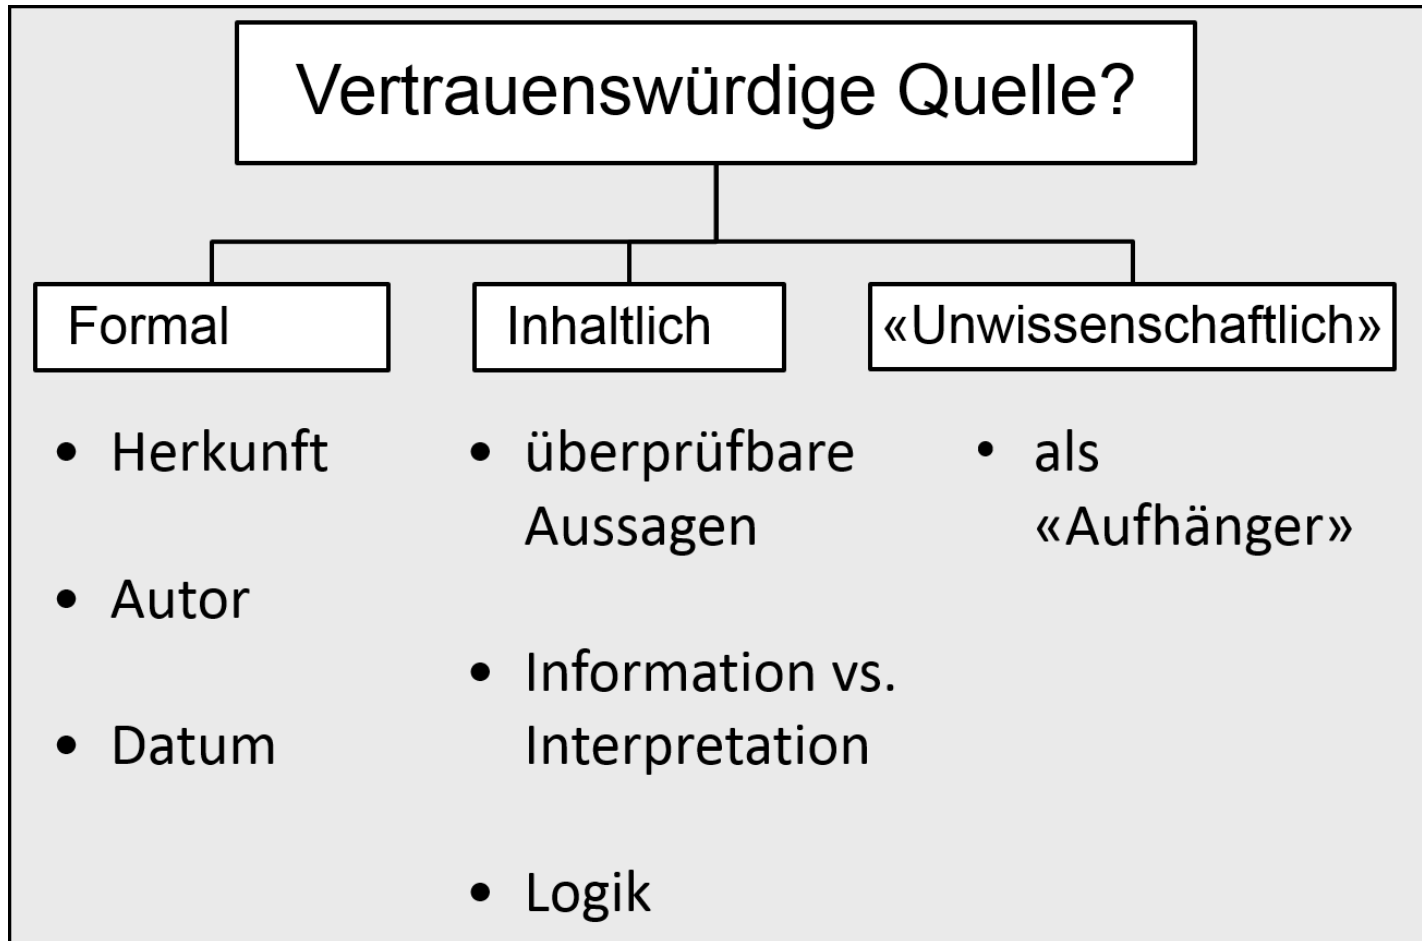 Vertrauenswürdige Quelle?
Formal
• Herkunft
• Autor
• Datum
Inhaltlich
• überprüfbare
Aussagen
• Information vs.
Interpretation
• Logik
«Unwissenschaftlich»
• als
«Aufhänger»